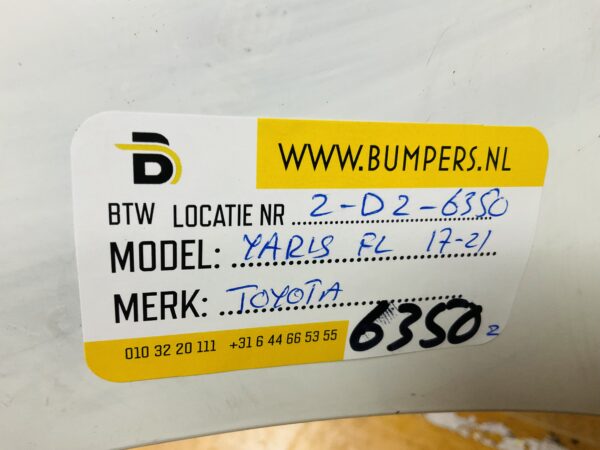 B
WWW.BUMPERS.NL
BTW LOCATIE NR 2-D2-6350
MODEL: YARIS FL 17-21
MERK: TOYOTA
010 32 20 111 +31 6 44 66 53 55
6350 2